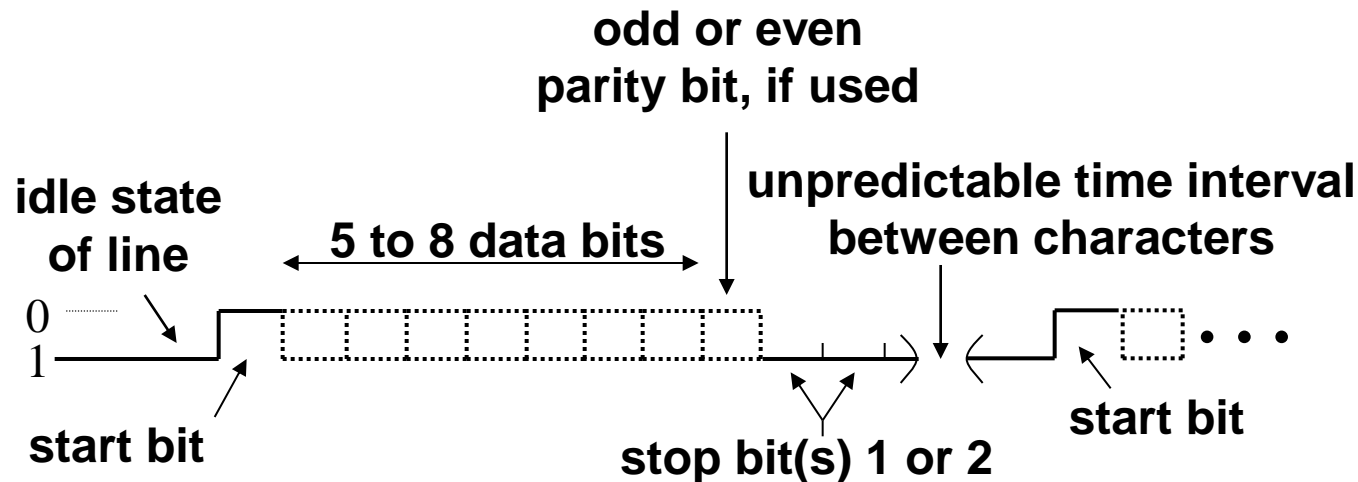 odd or even
parity bit, if used
idle state
of line
5 to 8 data bits
unpredictable time interval
between characters
0
1
start bit
stop bit(s) 1 or 2
start bit